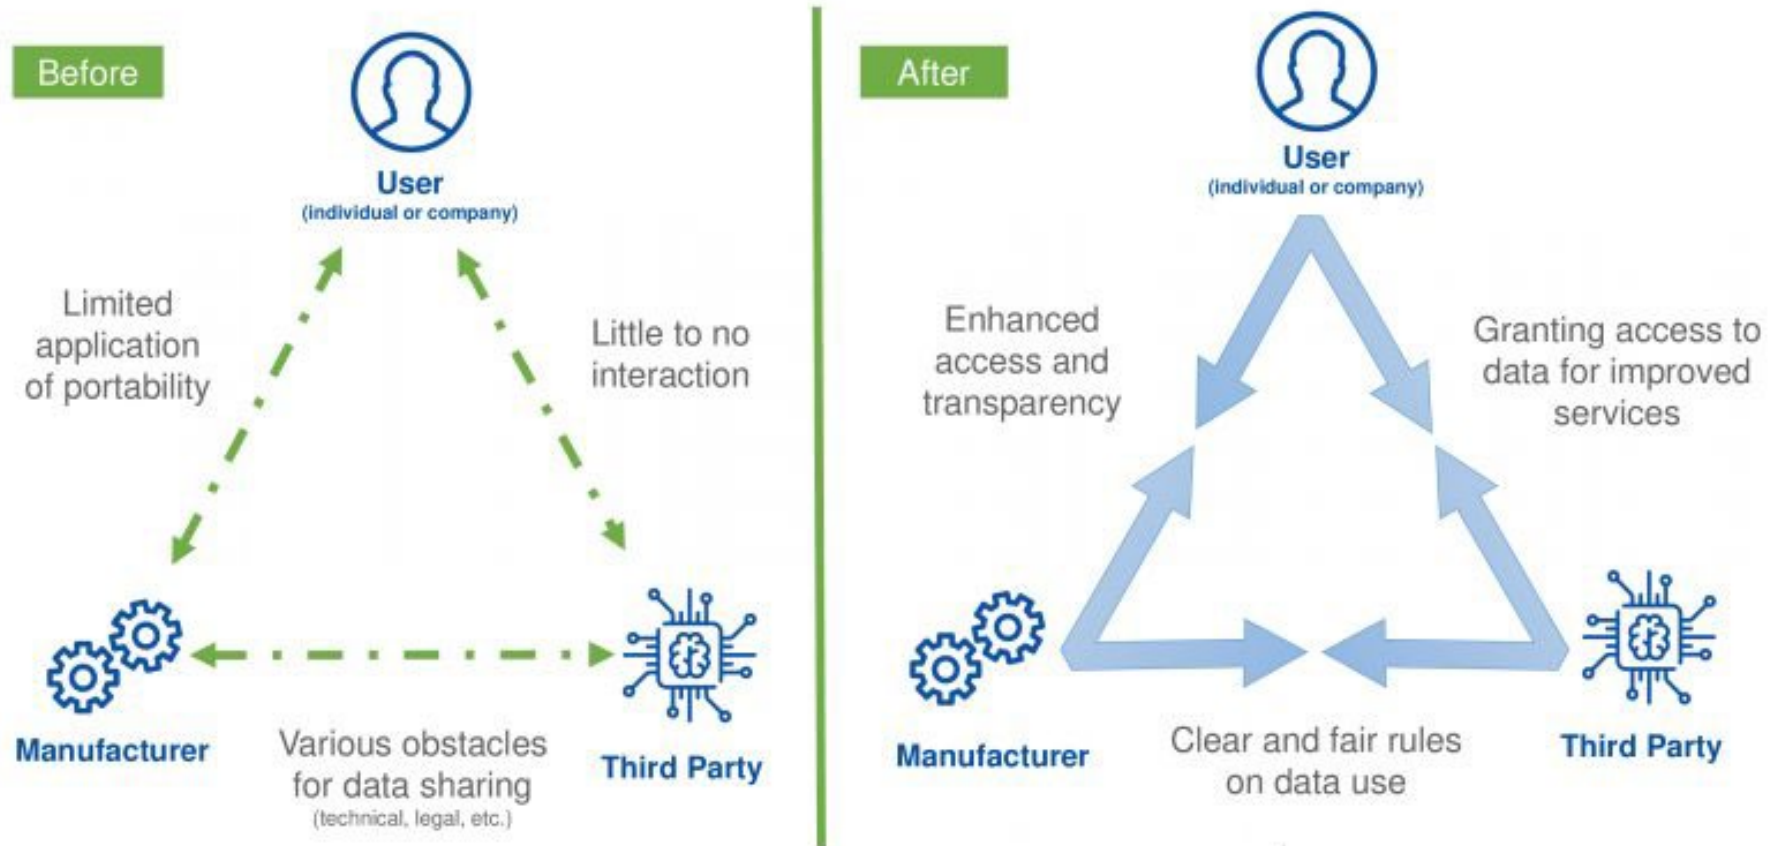 Before
User
(individual or company)
Limited
application
of portability
Little to no
interaction
Manufacturer
Various obstacles
for data sharing
(technical, legal, etc.)
Third Party
After
User
(individual or company)
Enhanced
access and
transparency
Granting access to
data for improved
services
Manufacturer
Clear and fair rules
on data use
Third Party